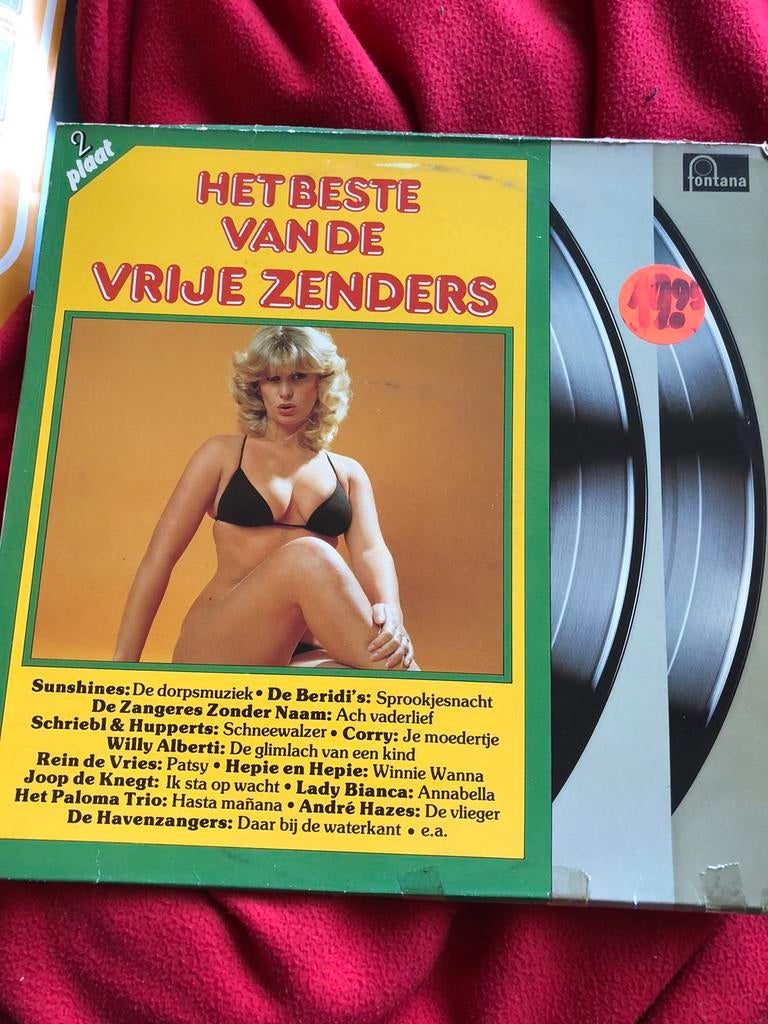 2
plaat
HET BESTE
VAN DE
VRIJE ZENDERS
fontana
Sunshines: De dorpsmuziek • De Beridi's: Sprookjesnacht
De Zangeres Zonder Naam: Ach vaderlief
Schriebl & Hupperts: Schneewalzer • Corry: Je moedertje
Willy Alberti: De glimlach van een kind
Rein de Vries: Patsy • Hepie en Hepie: Winnie Wanna
Joop de Knegt: Ik sta op wacht • Lady Bianca: Annabella
Het Paloma Trio: Hasta mañana • André Hazes: De vlieger
De Havenzangers: Daar bij de waterkant • e.a.